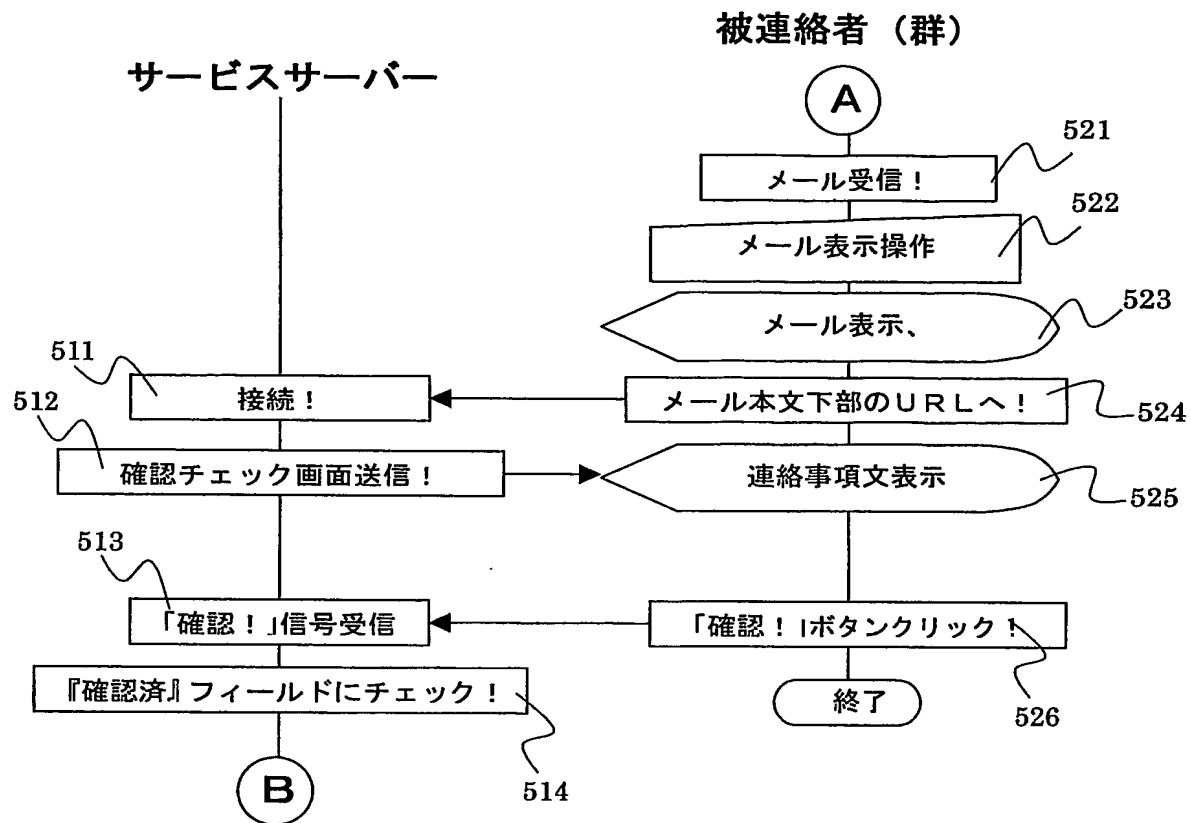 被連絡者（群）
サービスサーバー
A
521
メール受信！
522
メール表示操作
523
メール表示、
511
接続！
メール本文下部のＵＲＬへ！
524
512
確認チェック画面送信！
連絡事項文表示
525
513
「確認！」信号受信
「確認！」ボタンクリック！
526
『確認済』フィールドにチェック！
514
終了
B